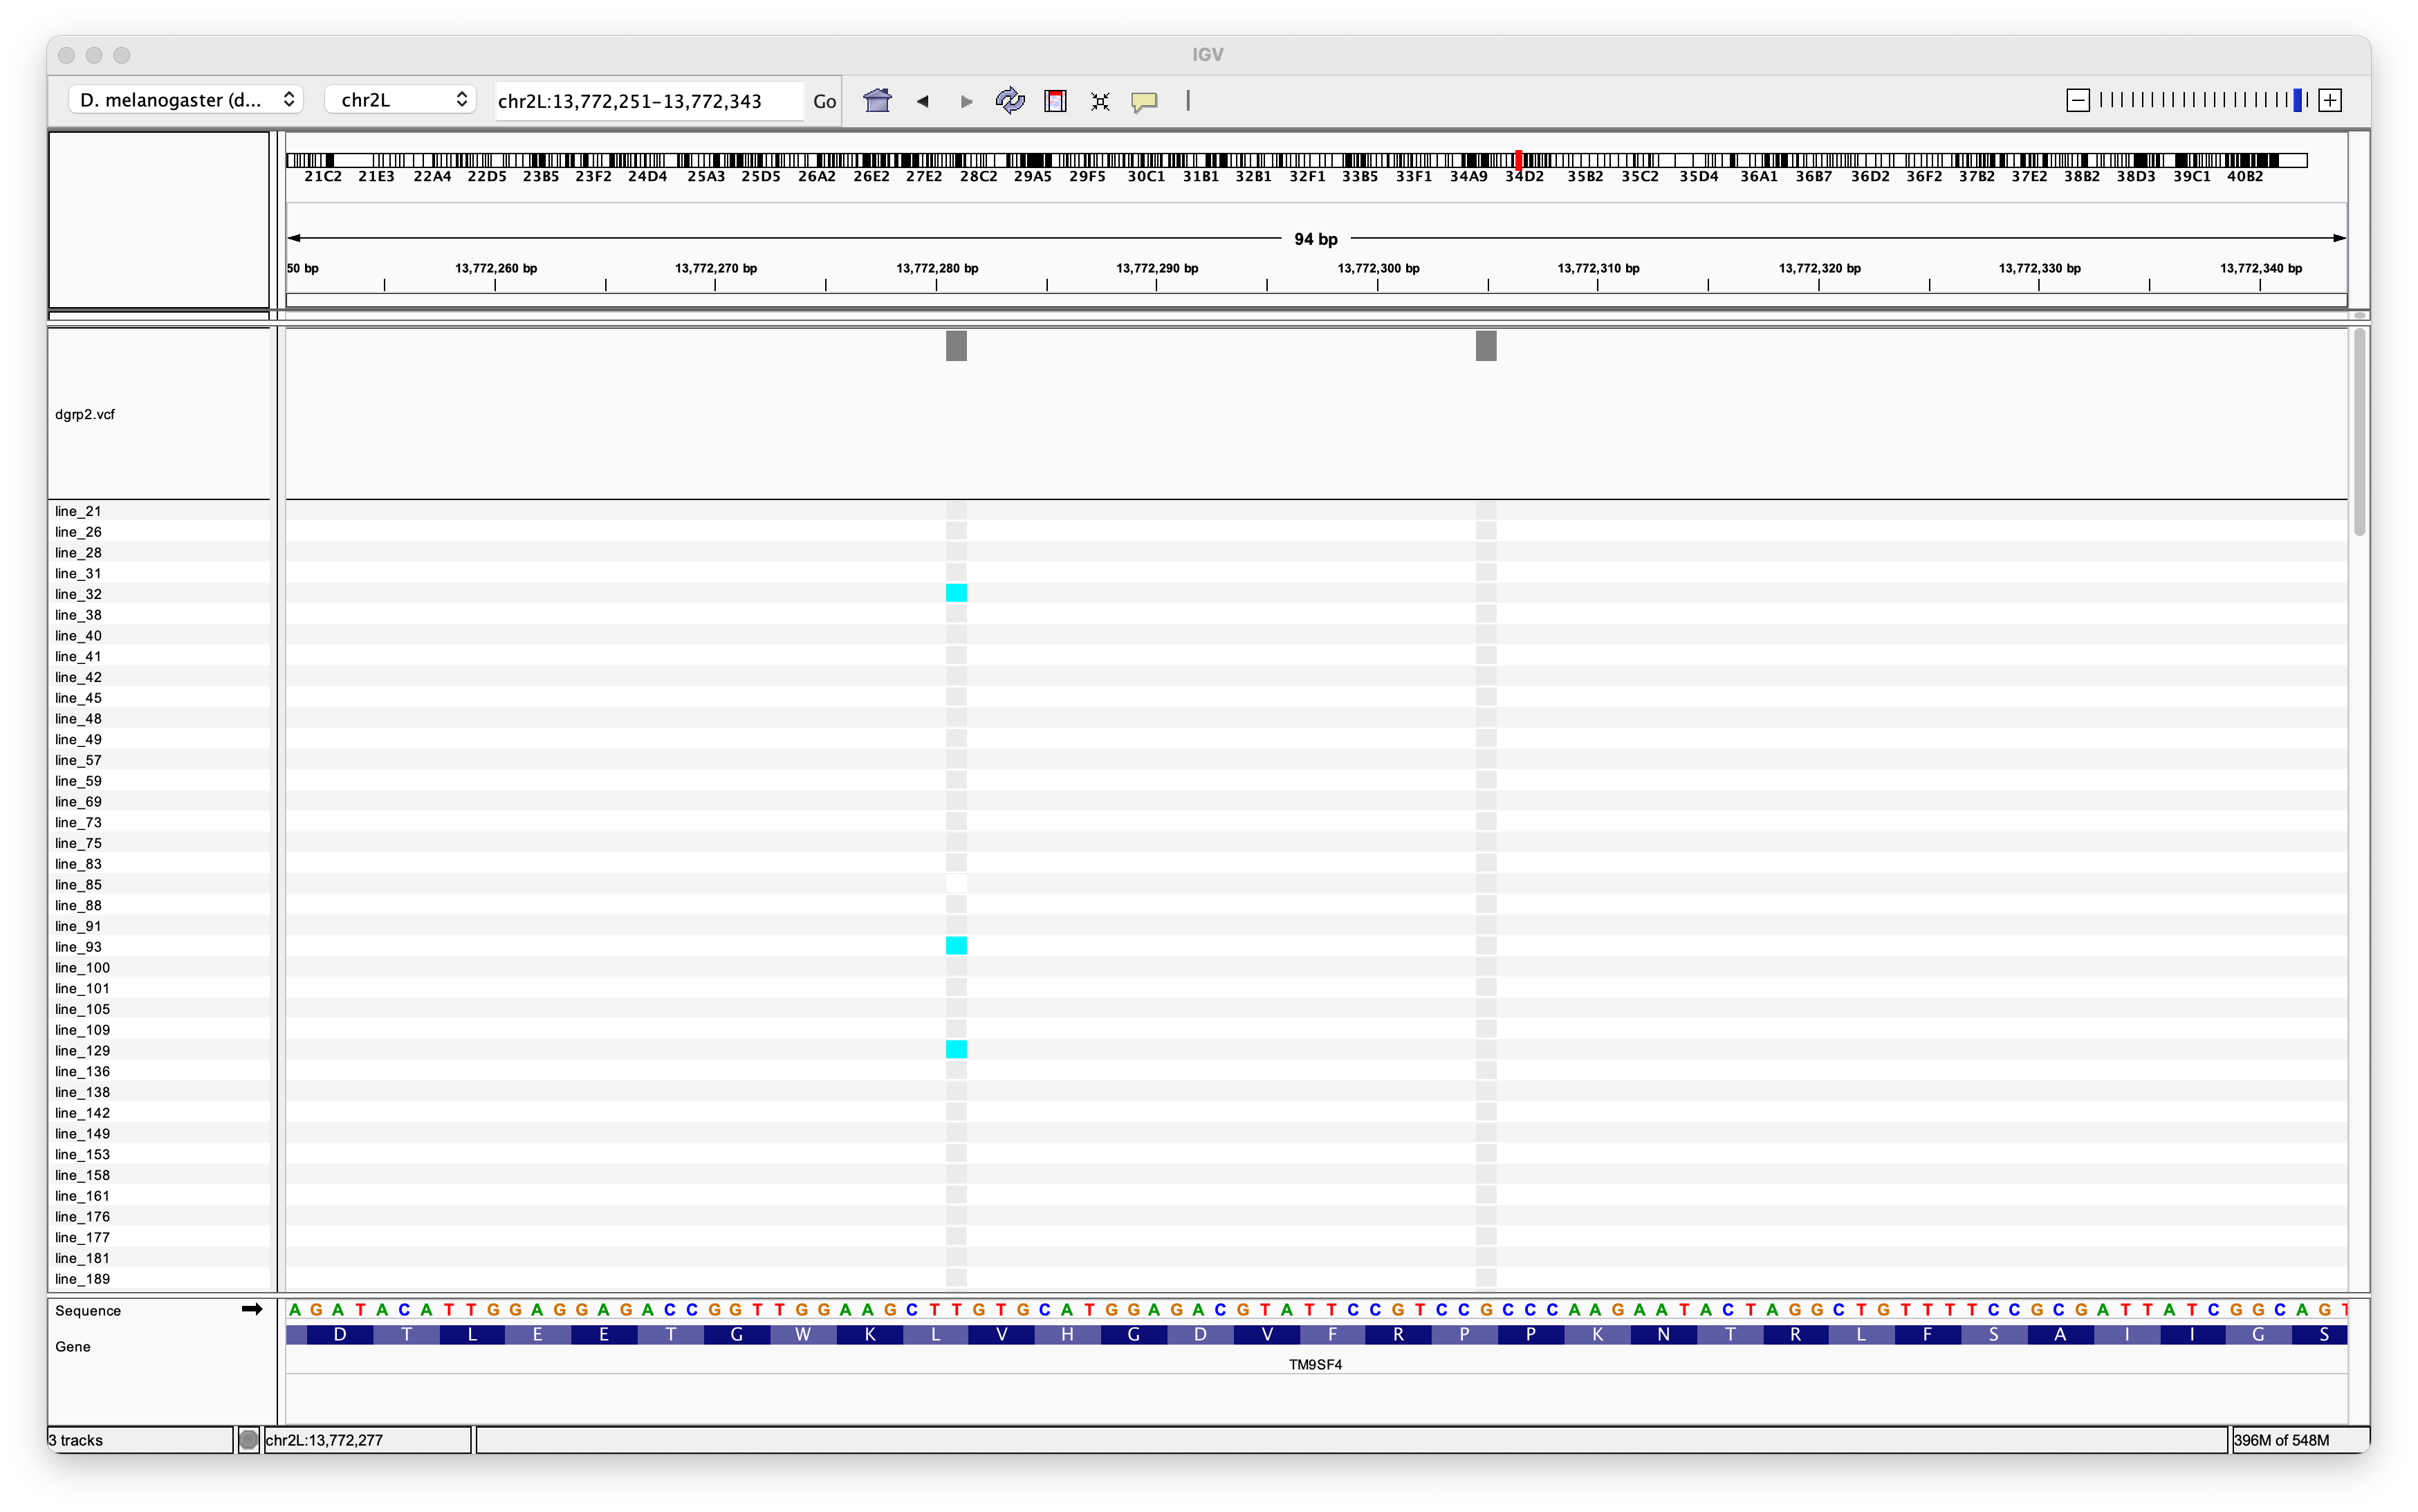 IGV
D. melanogaster (d... chr2L chr2L:13,772,251-13,772,343 Go
21C2 21E3 22A4 22D5 23B5 23F2 24D4 25A3 25D5 26A2 26E2 27E2 28C2 29A5 29F5 30C1 31B1 32B1 32F1 33B5 33F1 34A9 34D2 35B2 35C2 35D4 36A1 36B7 36D2 36F2 37B2 37E2 38B2 38D3 39C1 40B2
94 bp
50 bp 13,772,260 bp 13,772,270 bp 13,772,280 bp 13,772,290 bp 13,772,300 bp 13,772,310 bp 13,772,320 bp 13,772,330 bp 13,772,340 bp
dgrp2.vcf
line_21
line_26
line_28
line_31
line_32
line_38
line_40
line_41
line_42
line_45
line_48
line_49
line_57
line_59
line_69
line_73
line_75
line_83
line_85
line_88
line_91
line_93
line_100
line_101
line_105
line_109
line_129
line_136
line_138
line_142
line_149
line_153
line_158
line_161
line_176
line_177
line_181
line_189
Sequence A G A T A C A T T G G A G G A G A C C G G T T G G A A G C T T G T G C A T G G A G A C G T A T T C C G T C C G C C C A A G A A T A C T A G G C T G T T T T C C G C G A T T A T C G G C A G T
D T L E E T G W K L V H G D V F R P P K N T R L F S A I I G S
Gene
TM9SF4
3 tracks chr2L:13,772,277 396M of 548M